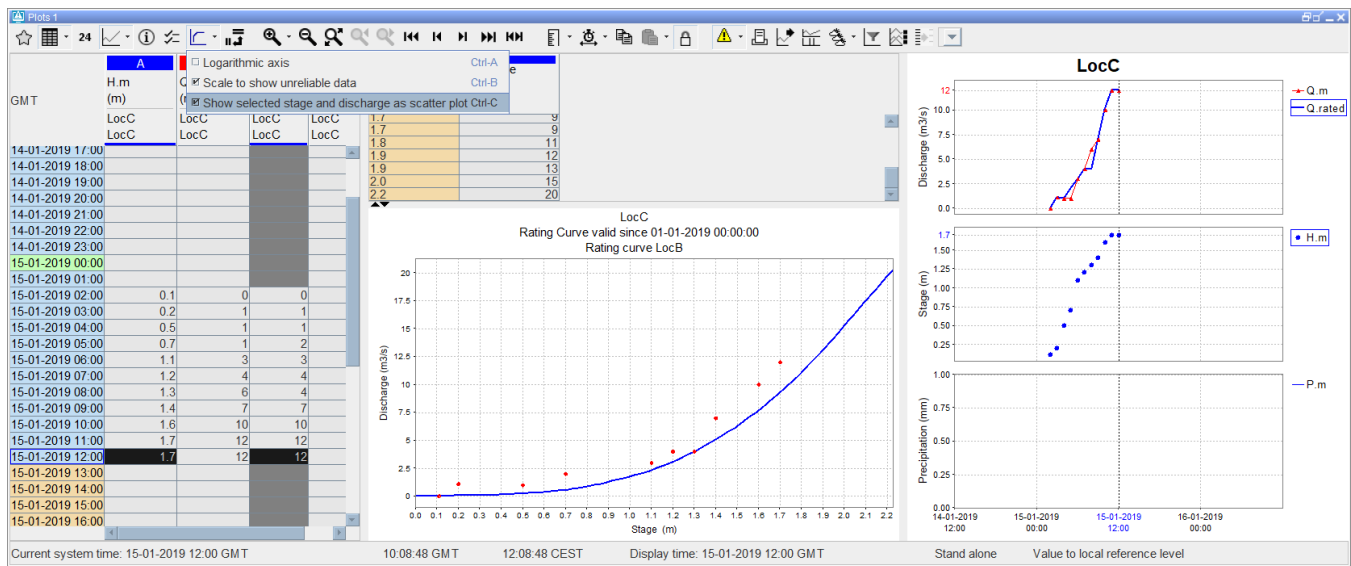 Plots 1
24
Logarithmic axis Ctrl-A
Scale to show unreliable data Ctrl-B
Show selected stage and discharge as scatter plot Ctrl-C
A
GMT
H.m
(m)
LocC LocC LocC LocC
LocC LocC LocC LocC
14-01-2019 17:00
14-01-2019 18:00
14-01-2019 19:00
14-01-2019 20:00
14-01-2019 21:00
14-01-2019 22:00
14-01-2019 23:00
15-01-2019 00:00
15-01-2019 01:00
15-01-2019 02:00 0.1 0 0
15-01-2019 03:00 0.2 1 1
15-01-2019 04:00 0.5 1 1
15-01-2019 05:00 0.7 1 2
15-01-2019 06:00 1.1 3 3
15-01-2019 07:00 1.2 4 4
15-01-2019 08:00 1.3 6 4
15-01-2019 09:00 1.4 7 7
15-01-2019 10:00 1.6 10 10
15-01-2019 11:00 1.7 12 12
15-01-2019 12:00 1.7 12 12
15-01-2019 13:00
15-01-2019 14:00
15-01-2019 15:00
15-01-2019 16:00
1.7 9
1.7 9
1.8 11
1.9 12
1.9 13
2.0 15
2.2 20
LocC
Rating Curve valid since 01-01-2019 00:00:00
Rating curve LocB
Discharge (m3/s)
20
17.5
15
12.5
10
7.5
5
2.5
0
0.0 0.1 0.2 0.3 0.4 0.5 0.6 0.7 0.8 0.9 1.0 1.1 1.2 1.3 1.4 1.5 1.6 1.7 1.8 1.9 2.0 2.1 2.2
Stage (m)
LocC
Discharge (m3/s)
12
10.0
7.5
5.0
2.5
0.0
Q.m
Q.rated
Stage (m)
1.7
1.50
1.25
1.00
0.75
0.50
0.25
H.m
Precipitation (mm)
1.00
0.75
0.50
0.25
0.00
P.m
14-01-2019 15-01-2019 15-01-2019 16-01-2019
12:00 00:00 12:00 00:00
Current system time: 15-01-2019 12:00 GMT 10:08:48 GMT 12:08:48 CEST Display time: 15-01-2019 12:00 GMT Stand alone Value to local reference level